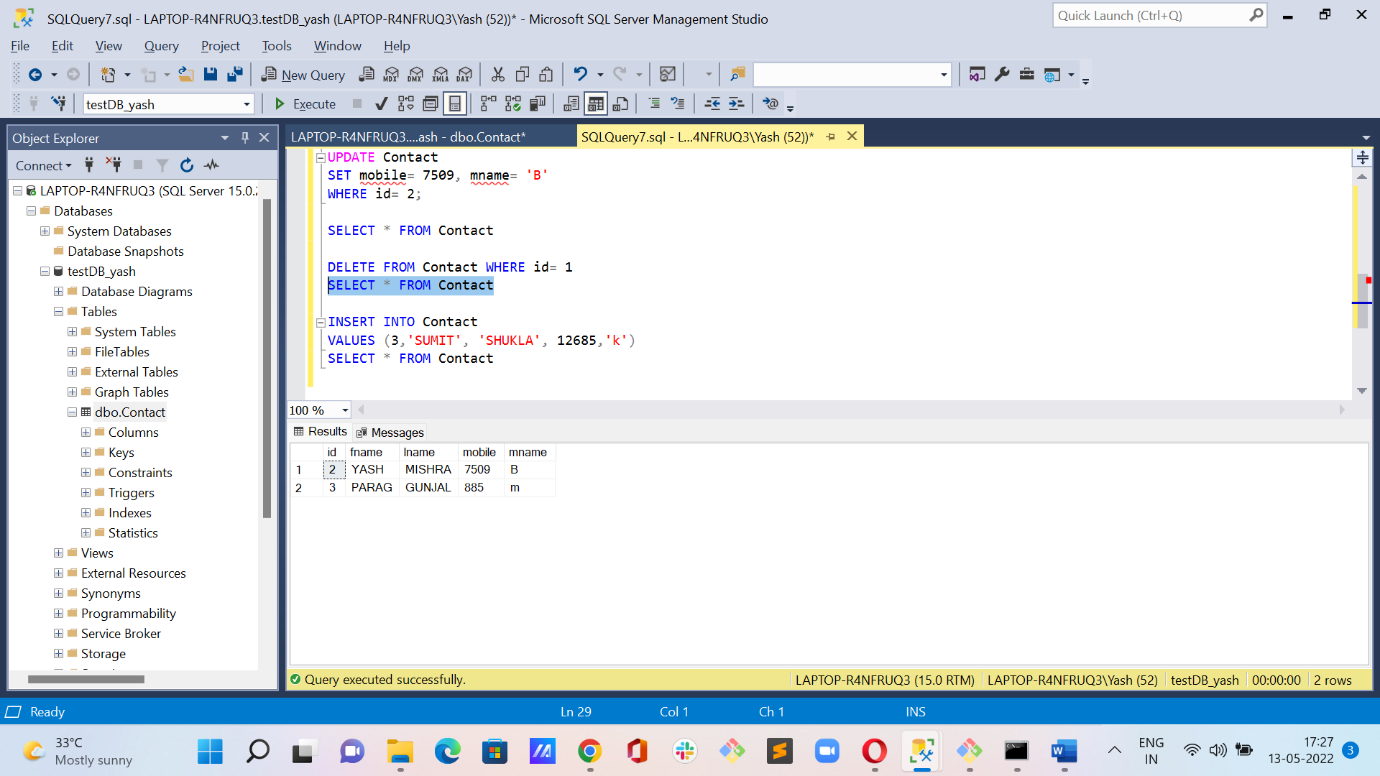 SQLQuery7.sql - LAPTOP-R4NFRUQ3.testDB_yash (LAPTOP-R4NFRUQ3\Yash (52))* - Microsoft SQL Server Management Studio
Quick Launch (Ctrl+Q)
File Edit View Query Project Tools Window Help
New Query
MDX DMX XMLA DAX
testDB_yash
Execute
Object Explorer
LAPTOP-R4NFRUQ3....ash - dbo.Contact*
SQLQuery7.sql - L...4NFRUQ3\Yash (52))*
Connect
LAPTOP-R4NFRUQ3 (SQL Server 15.0.
Databases
System Databases
Database Snapshots
testDB_yash
Database Diagrams
Tables
System Tables
FileTables
External Tables
Graph Tables
dbo.Contact
Columns
Keys
Constraints
Triggers
Indexes
Statistics
Views
External Resources
Synonyms
Programmability
Service Broker
Storage
UPDATE Contact
SET mobile= 7509, mname= 'B'
WHERE id= 2;
SELECT * FROM Contact
DELETE FROM Contact WHERE id= 1
SELECT * FROM Contact
INSERT INTO Contact
VALUES (3,'SUMIT', 'SHUKLA', 12685,'k')
SELECT * FROM Contact
100 %
Results Messages
id fname lname mobile mname
1 2 YASH MISHRA 7509 B
2 3 PARAG GUNJAL 885 m
Query executed successfully.
LAPTOP-R4NFRUQ3 (15.0 RTM) LAPTOP-R4NFRUQ3\Yash (52) testDB_yash 00:00:00 2 rows
Ready
Ln 29 Col 1 Ch 1 INS
33°C
Mostly sunny
ENG
IN
17:27
13-05-2022
3